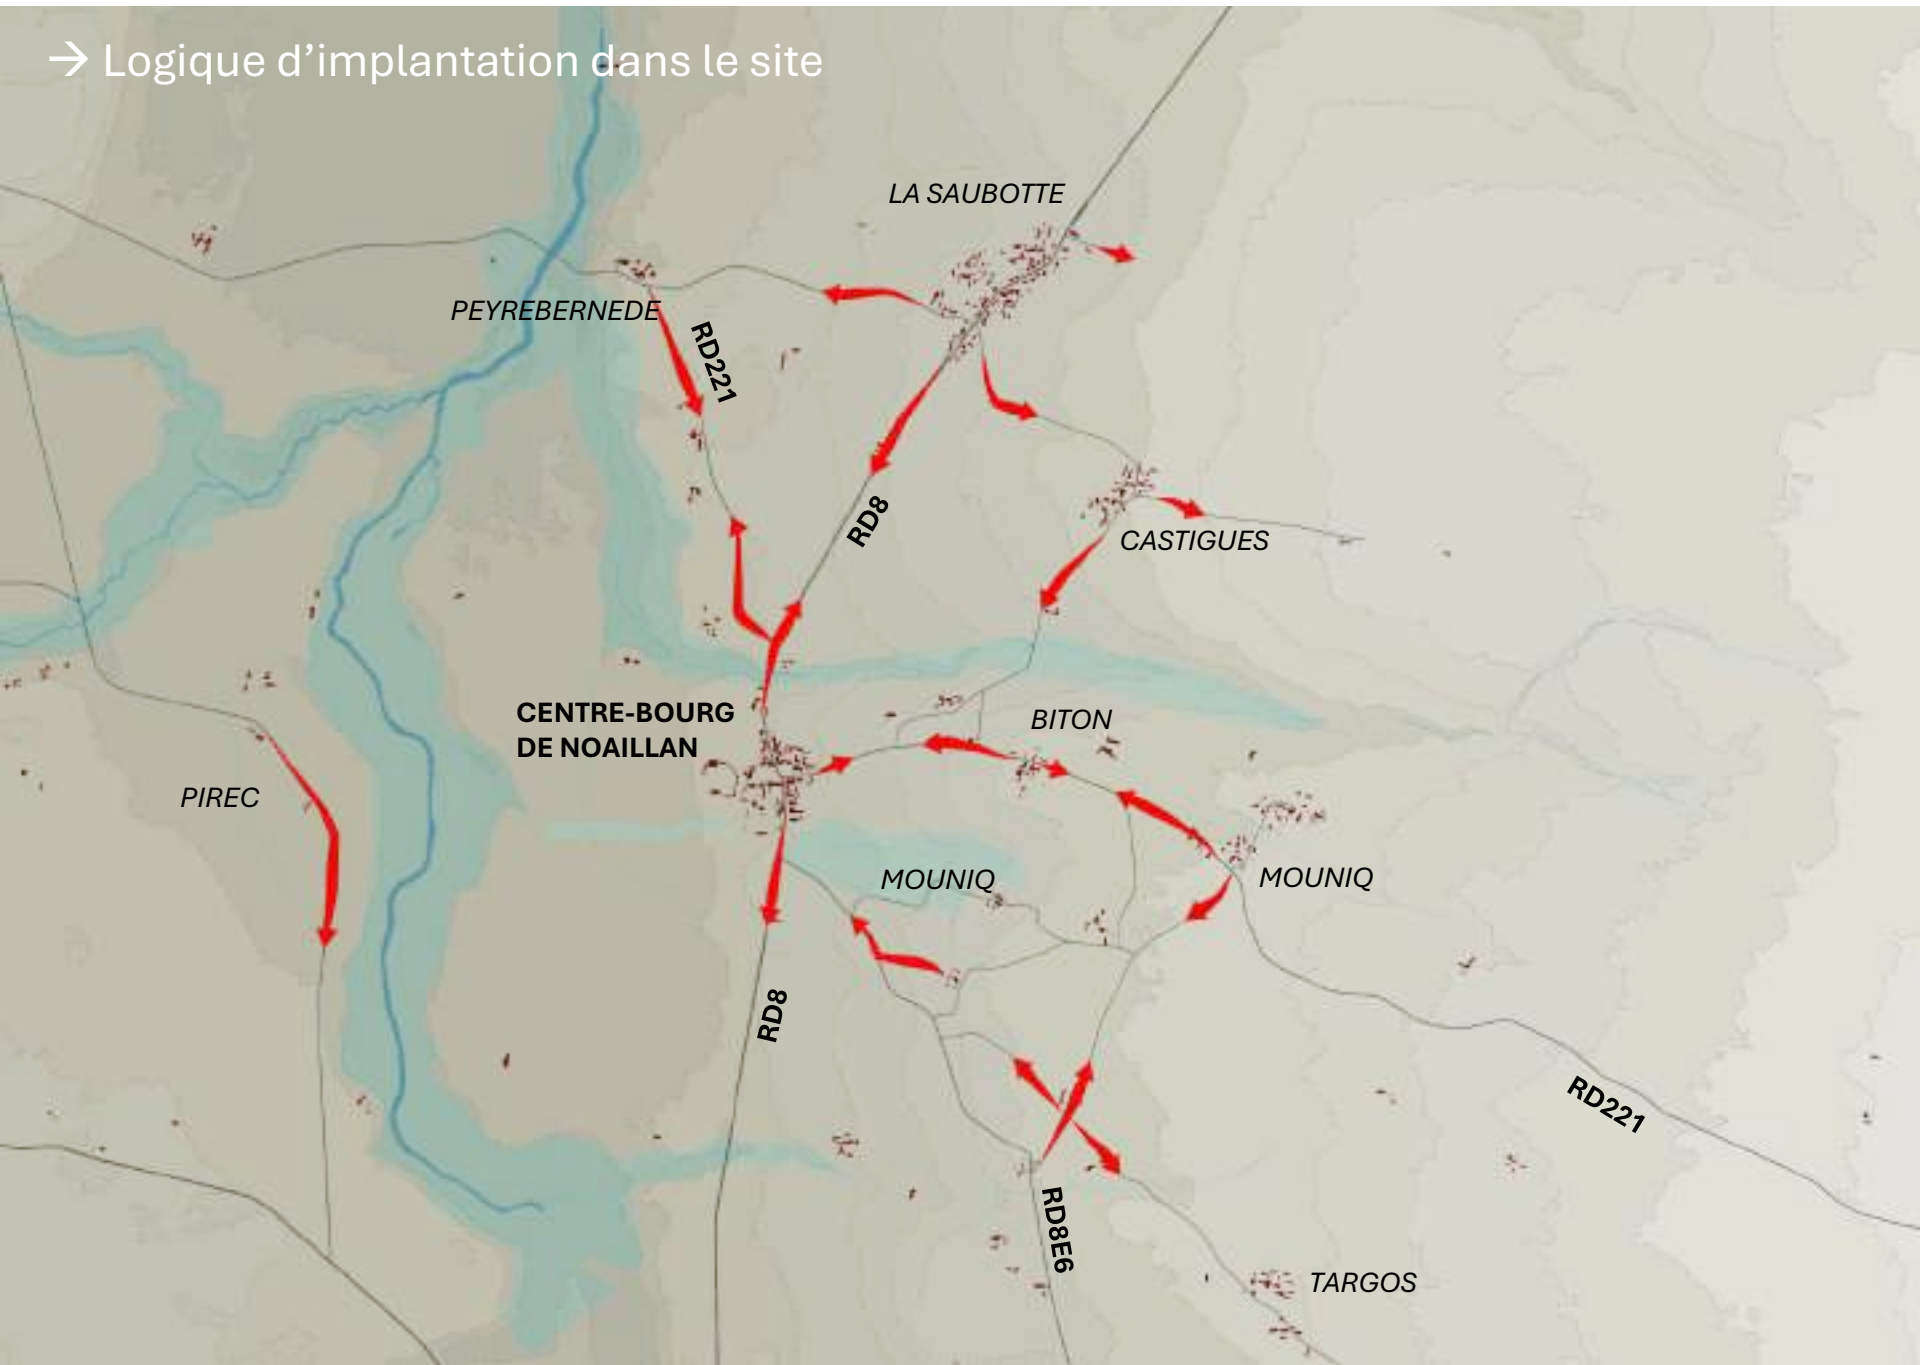 → Logique d’implantation dans le site
LA SAUBOTTE
PEYREBERNEDE
RD221
RD8
CASTIGUES
CENTRE-BOURG
DE NOAILLAN
BITON
PIREC
MOUNIQ
MOUNIQ
RD8
RD221
RD8E6
TARGOS